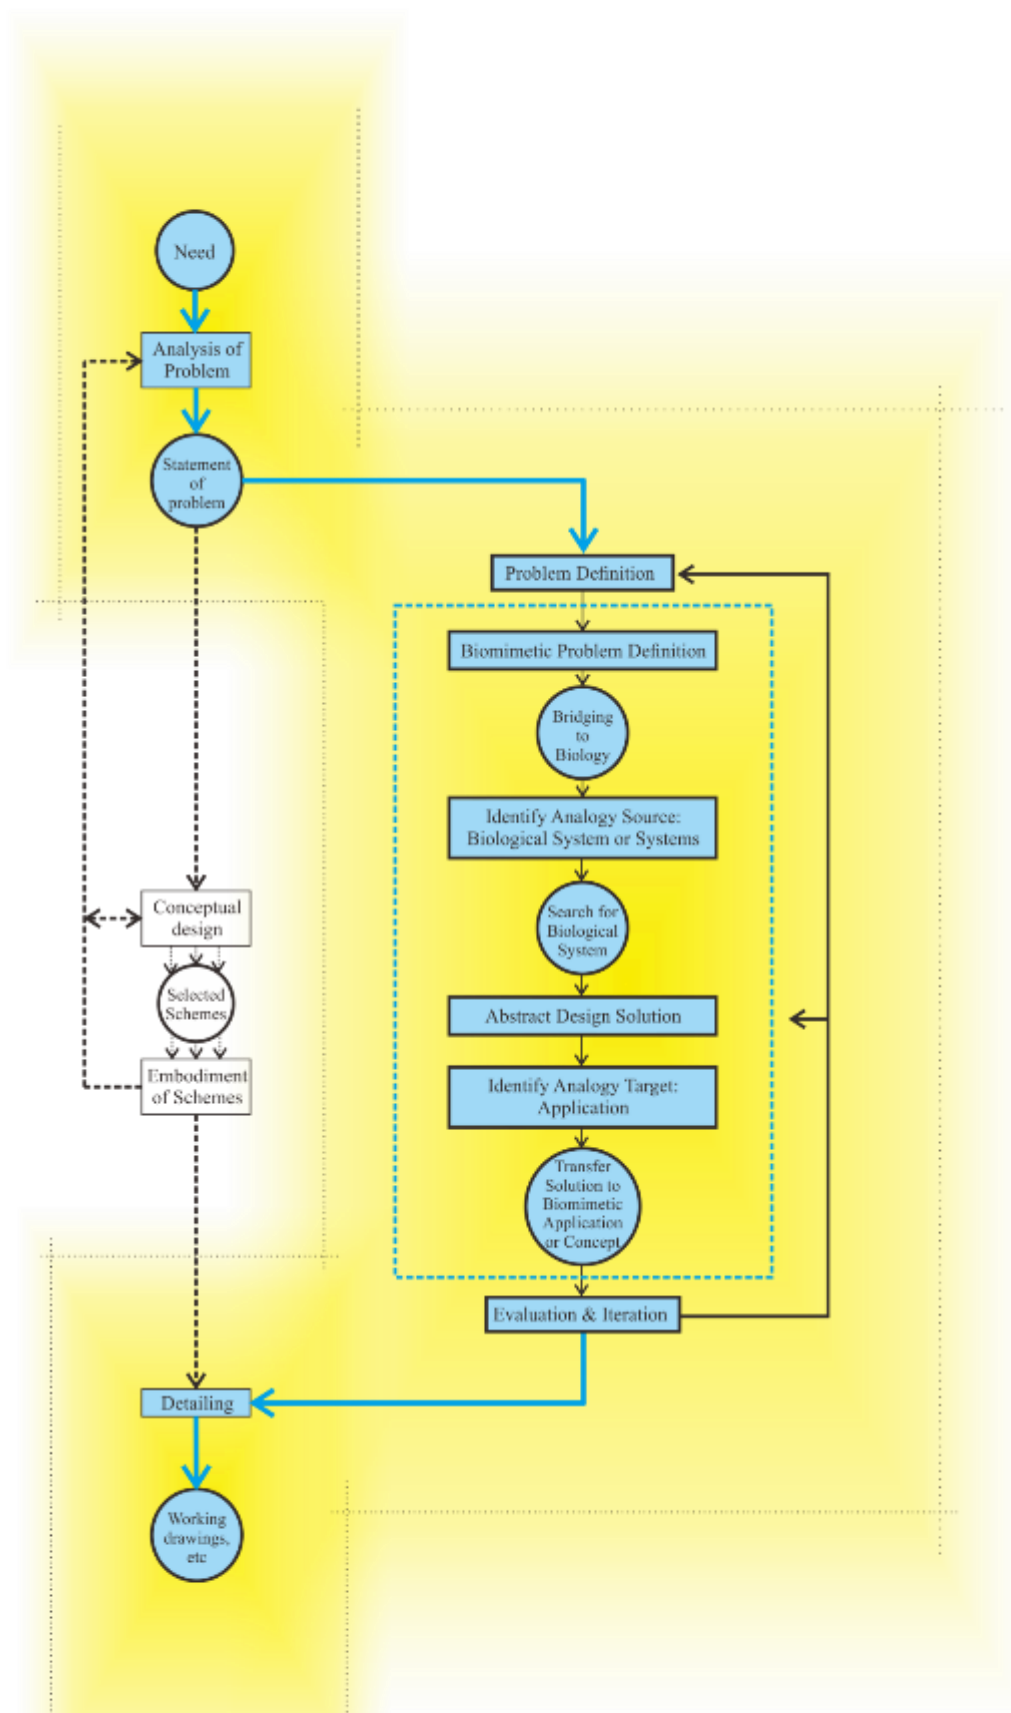 Need
Analysis of
Problem
Statement
of
problem
Problem Definition
Biomimetic Problem Definition
Bridging
to
Biology
Identify Analogy Source:
Biological System or Systems
Conceptual
design
Search for
Biological
System
Selected
Schemes
Abstract Design Solution
Embodiment
of Schemes
Identify Analogy Target:
Application
Transfer
Solution to
Biomimetic
Application
or Concept
Evaluation & Iteration
Detailing
Working
drawings,
etc